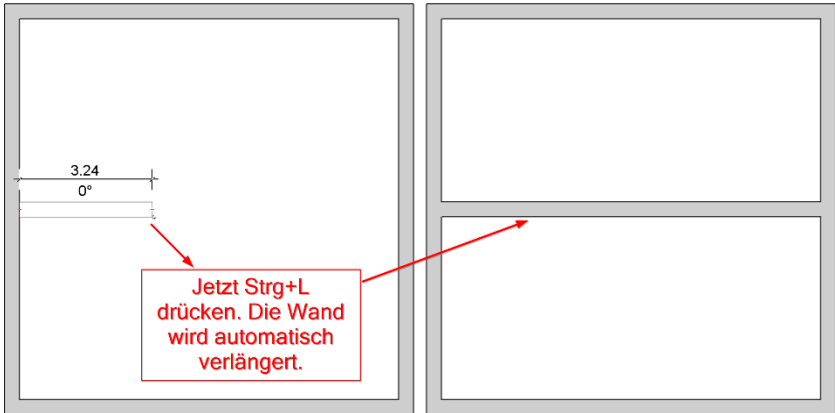 3.24
0°
Jetzt Strg+L
drücken. Die Wand
wird automatisch
verlängert.